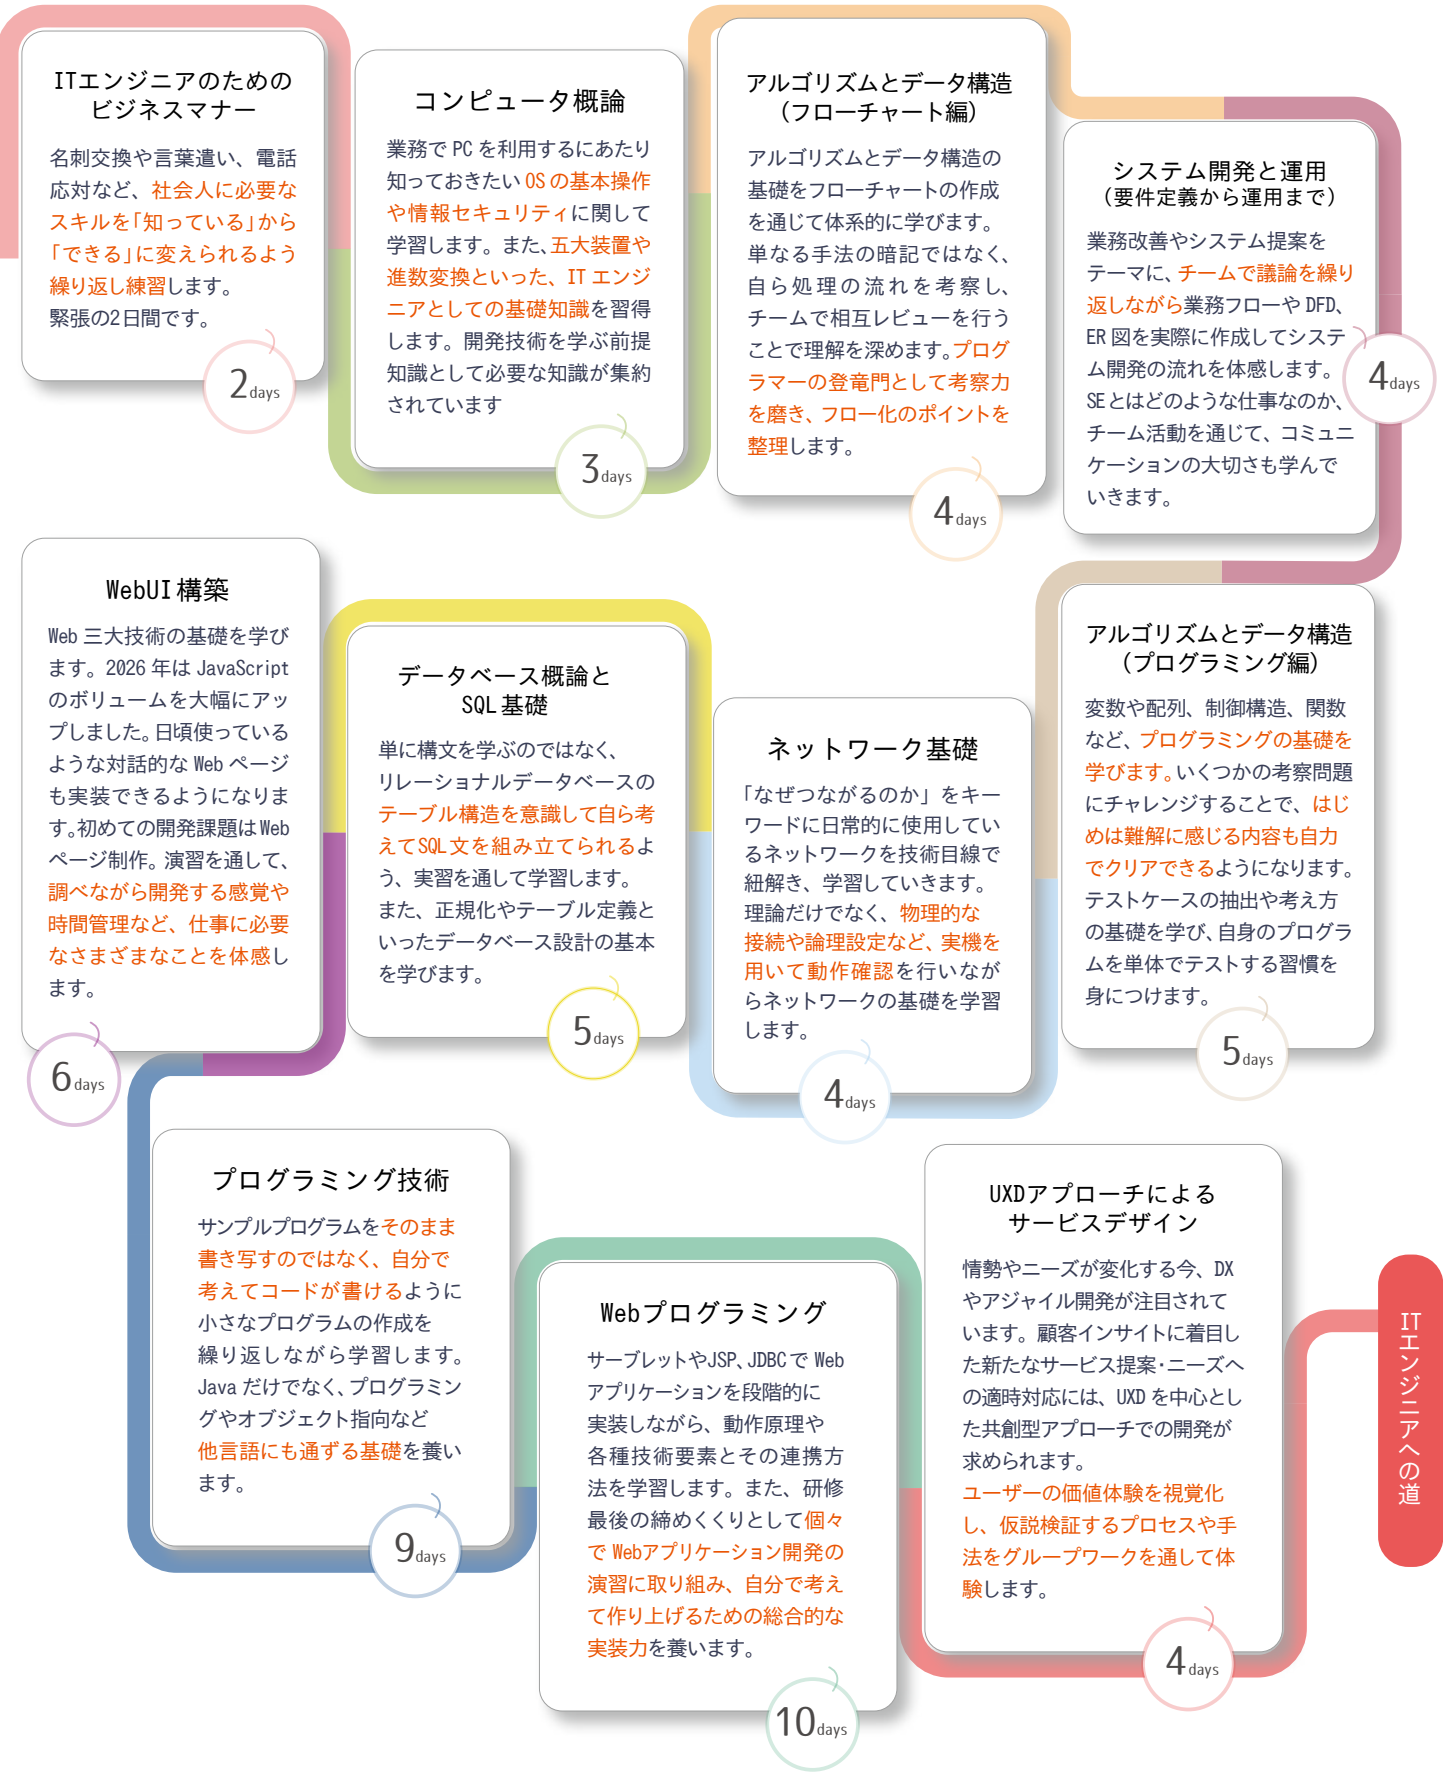 ITエンジニアのための
ビジネスマナー
名刺交換や言葉遣い、電話
応対など、社会人に必要な
スキルを「知っている」から
「できる」に変えられるよう
繰り返し練習します。
緊張の2日間です。
2days
コンピュータ概論
業務で PC を利用するにあたり
知っておきたい OS の基本操作
や情報セキュリティに関して
学習します。また、五大装置や
進数変換といった、IT エンジ
ニアとしての基礎知識を習得
します。開発技術を学ぶ前提
知識として必要な知識が集約
されています
3days
アルゴリズムとデータ構造
（フローチャート編）
アルゴリズムとデータ構造の
基礎をフローチャートの作成
を通じて体系的に学びます。
単なる手法の暗記ではなく、
自ら処理の流れを考察し、
チームで相互レビューを行う
ことで理解を深めます。プログ
ラマーの登竜門として考察力
を磨き、フロー化のポイントを
整理します。
4days
システム開発と運用
（要件定義から運用まで）
業務改善やシステム提案を
テーマに、チームで議論を繰り
返しながら業務フローや DFD、
ER 図を実際に作成してシステ
ム開発の流れを体感します。
SEとはどのような仕事なのか、
チーム活動を通じて、コミュニ
ケーションの大切さも学んで
いきます。
4days
アルゴリズムとデータ構造
（プログラミング編）
変数や配列、制御構造、関数
など、プログラミングの基礎を
学びます。いくつかの考察問題
にチャレンジすることで、はじ
めは難解に感じる内容も自力
でクリアできるようになります。
テストケースの抽出や考え方
の基礎を学び、自身のプログラ
ムを単体でテストする習慣を
身につけます。
5days
ネットワーク基礎
「なぜつながるのか」をキー
ワードに日常的に使用してい
るネットワークを技術目線で
紐解き、学習していきます。
理論だけでなく、物理的な
接続や論理設定など、実機を
用いて動作確認を行いなが
らネットワークの基礎を学習
します。
4days
データベース概論と
SQL 基礎
単に構文を学ぶのではなく、
リレーショナルデータベースの
テーブル構造を意識して自ら考
えてSQL 文を組み立てられるよ
う、実習を通して学習します。
また、正規化やテーブル定義と
いったデータベース設計の基本
を学びます。
5days
WebUI 構築
Web 三大技術の基礎を学び
ます。2026 年は JavaScript
のボリュームを大幅にアッ
プしました。日頃使っている
ような対話的な Web ページ
も実装できるようになりま
す。初めての開発課題は Web
ページ制作。演習を通して、
調べながら開発する感覚や
時間管理など、仕事に必要
なさまざまなことを体感し
ます。
6days
プログラミング技術
サンプルプログラムをそのまま
書き写すのではなく、自分で
考えてコードが書けるように
小さなプログラムの作成を
繰り返しながら学習します。
Java だけでなく、プログラミン
グやオブジェクト指向など
他言語にも通ずる基礎を養い
ます。
9days
Webプログラミング
サーブレットやJSP、JDBC で Web
アプリケーションを段階的に
実装しながら、動作原理や
各種技術要素とその連携方
法を学習します。また、研修
最後の締めくくりとして個々
で Webアプリケーション開発の
演習に取り組み、自分で考え
て作り上げるための総合的な
実装力を養います。
10days
UXDアプローチによる
サービスデザイン
情勢やニーズが変化する今、DX
やアジャイル開発が注目されて
います。顧客インサイトに着目し
た新たなサービス提案・ニーズへ
の適時対応には、UXD を中心とし
た共創型アプローチでの開発が
求められます。
ユーザーの価値体験を視覚化
し、仮説検証するプロセスや手
法をグループワークを通して体
験します。
4days
ITエンジニアへの道